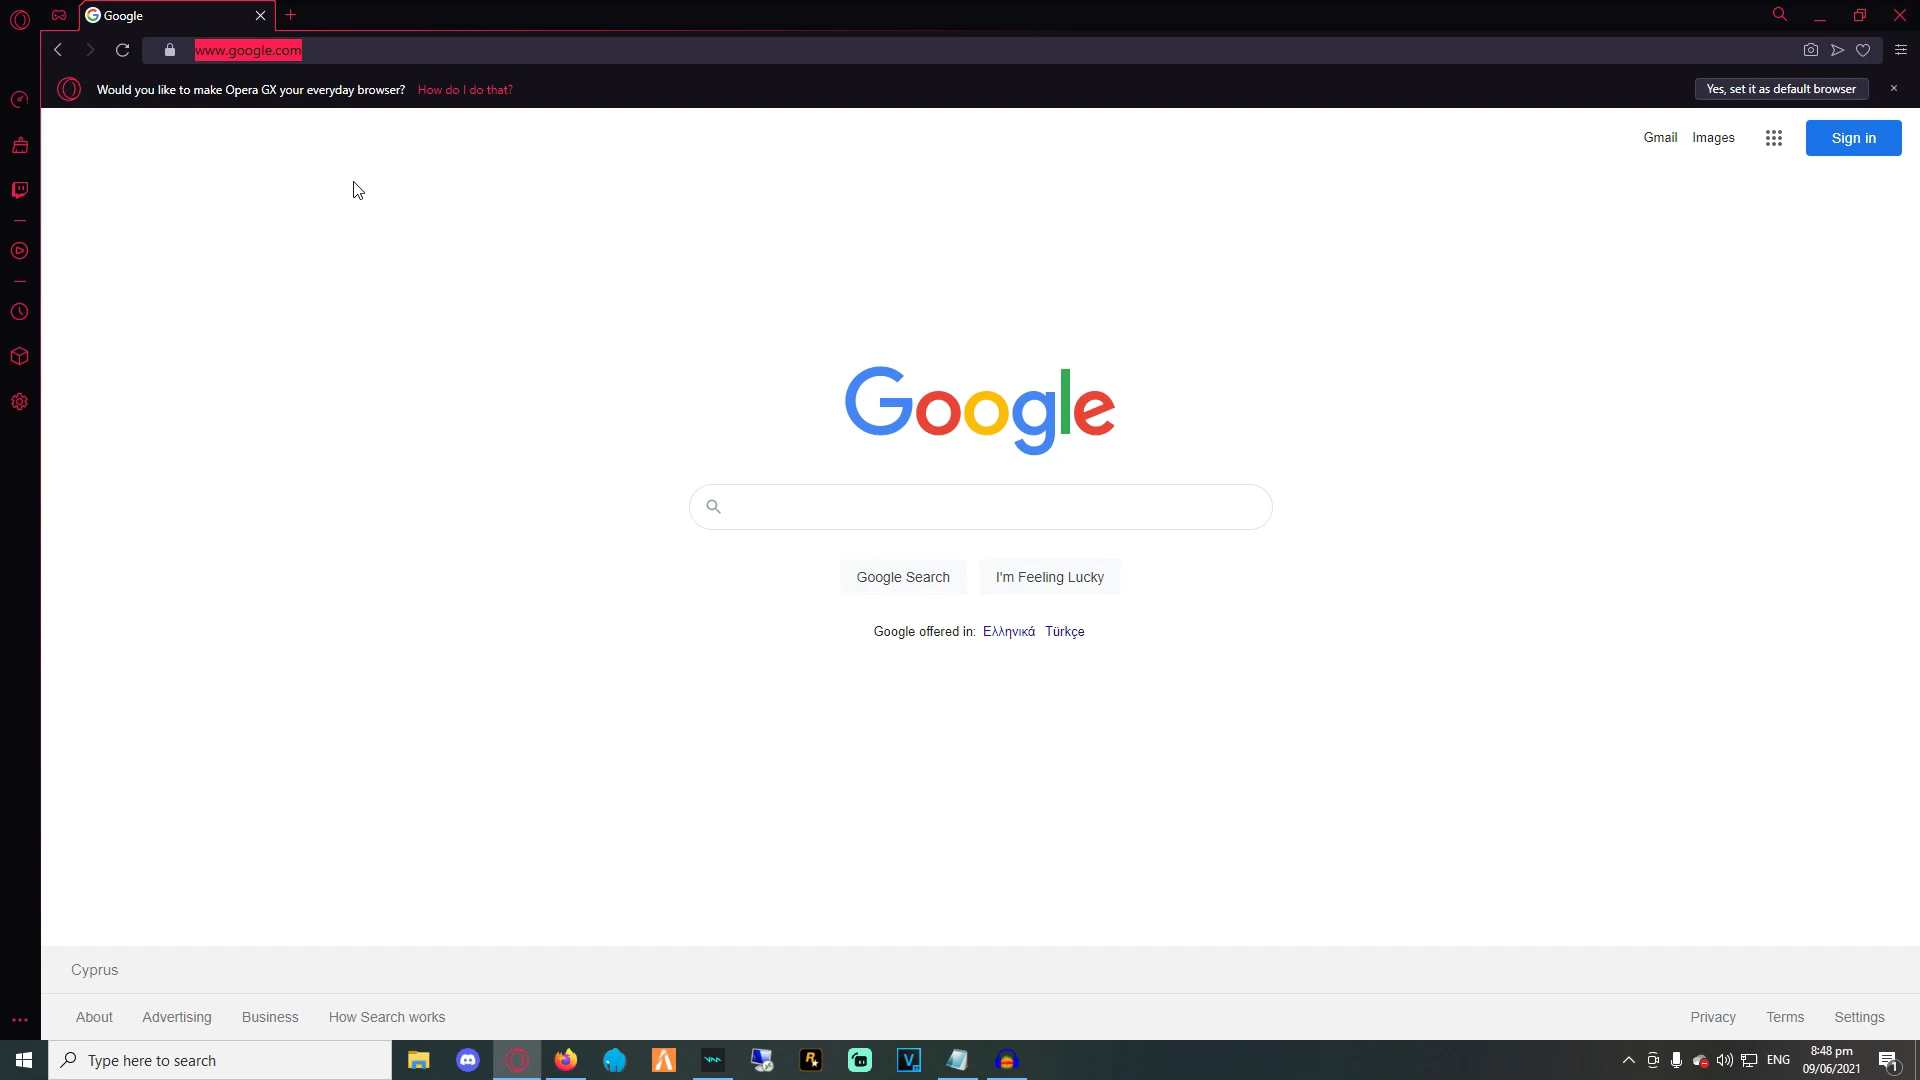 Google
www.google.com
Would you like to make Opera GX your everyday browser? How do I do that?
Yes, set it as default browser
Gmail Images
Sign in
Google
Google Search
I'm Feeling Lucky
Google offered in: Ελληνικά Türkçe
Cyprus
About Advertising Business How Search works
Privacy Terms Settings
Type here to search
ENG
8:48 pm
09/06/2021
1